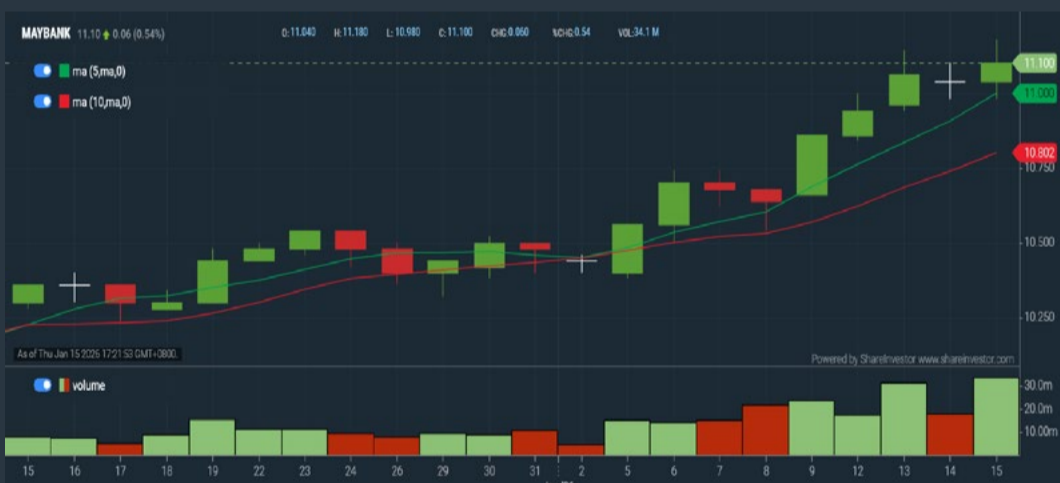 MAYBANK 11.10 0.06 (0.54%) O:11.040 H:11.180 L:10.980 C:11.100 CHG:0.060 %CHG:0.54 VOL:34.1 M
11.100
ma (5,ma,0)
11.000
ma (10,ma,0)
10.802
10.750
10.500
10.250
As of Thu Jan 15 2026 17:21:53 GMT+0800.
Powered by ShareInvestor www.shareinvestor.com
volume
30.0m
20.0m
10.00m
15 16 17 18 19 22 23 24 26 29 30 31 2 5 6 7 8 9 12 13 14 15